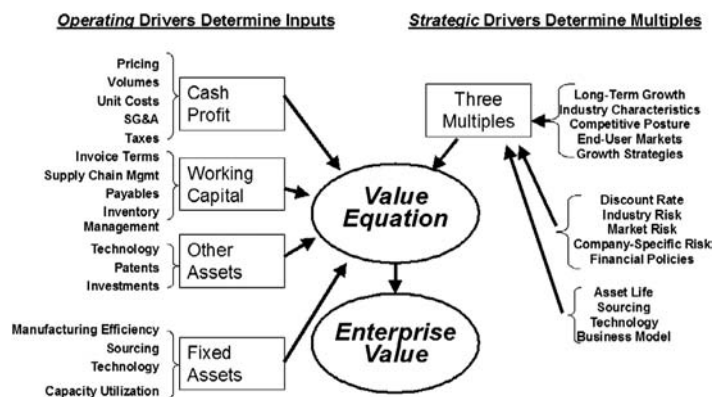 Operating Drivers Determine Inputs
Pricing
Volumes
Unit Costs
SG&A
Taxes
Cash
Profit
Invoice Terms
Supply Chain Mgmt
Payables
Inventory
Management
Working
Capital
Technology
Patents
Investments
Other
Assets
Manufacturing Efficiency
Sourcing
Technology
Capacity Utilization
Fixed
Assets
Value
Equation
Enterprise
Value
Strategic Drivers Determine Multiples
Three
Multiples
Long-Term Growth
Industry Characteristics
Competitive Posture
End-User Markets
Growth Strategies
Discount Rate
Industry Risk
Market Risk
Company-Specific Risk
Financial Policies
Asset Life
Sourcing
Technology
Business Model